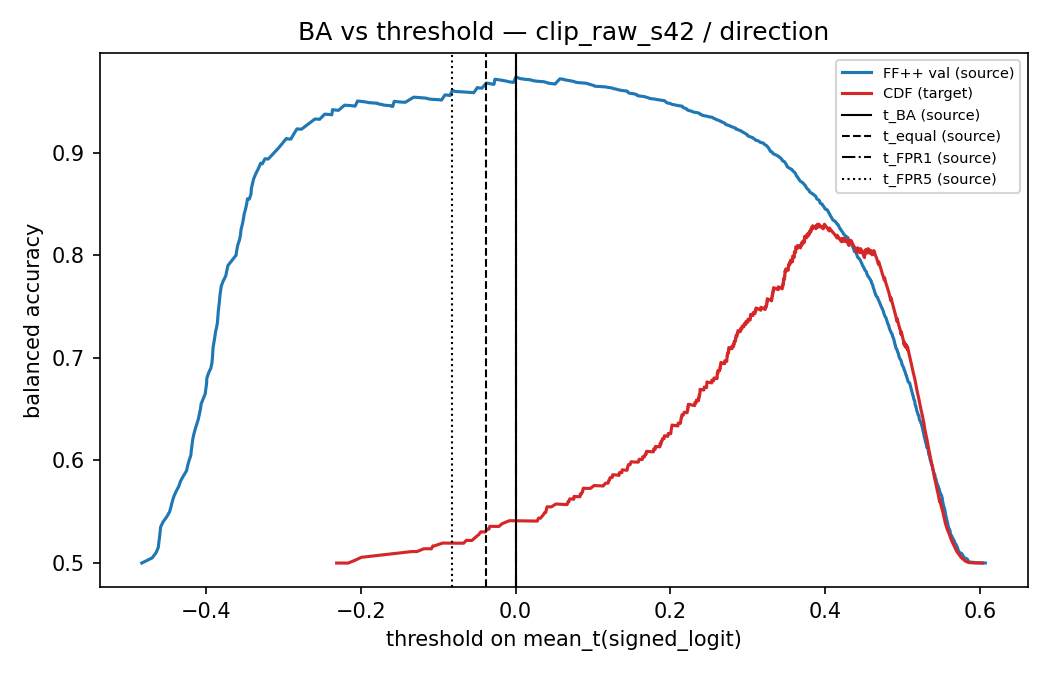 BA vs threshold — clip_raw_s42 / direction
FF++ val (source)
CDF (target)
t_BA (source)
t_equal (source)
t_FPR1 (source)
t_FPR5 (source)
balanced accuracy
0.9
0.8
0.7
0.6
0.5
−0.4
−0.2
0.0
0.2
0.4
0.6
threshold on mean_t(signed_logit)